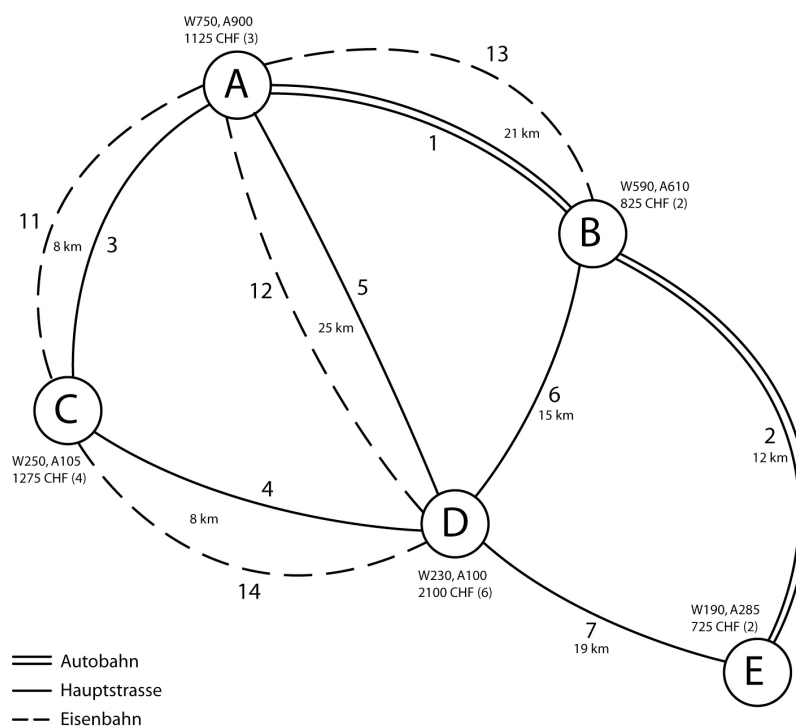 W750, A900
1125 CHF (3)
A
13
21 km
1
W590, A610
825 CHF (2)
B
11
8 km
3
12
5
25 km
6
15 km
2
12 km
C
W250, A105
1275 CHF (4)
4
8 km
14
D
W230, A100
2100 CHF (6)
7
19 km
W190, A285
725 CHF (2)
E
Autobahn
Hauptstrasse
Eisenbahn